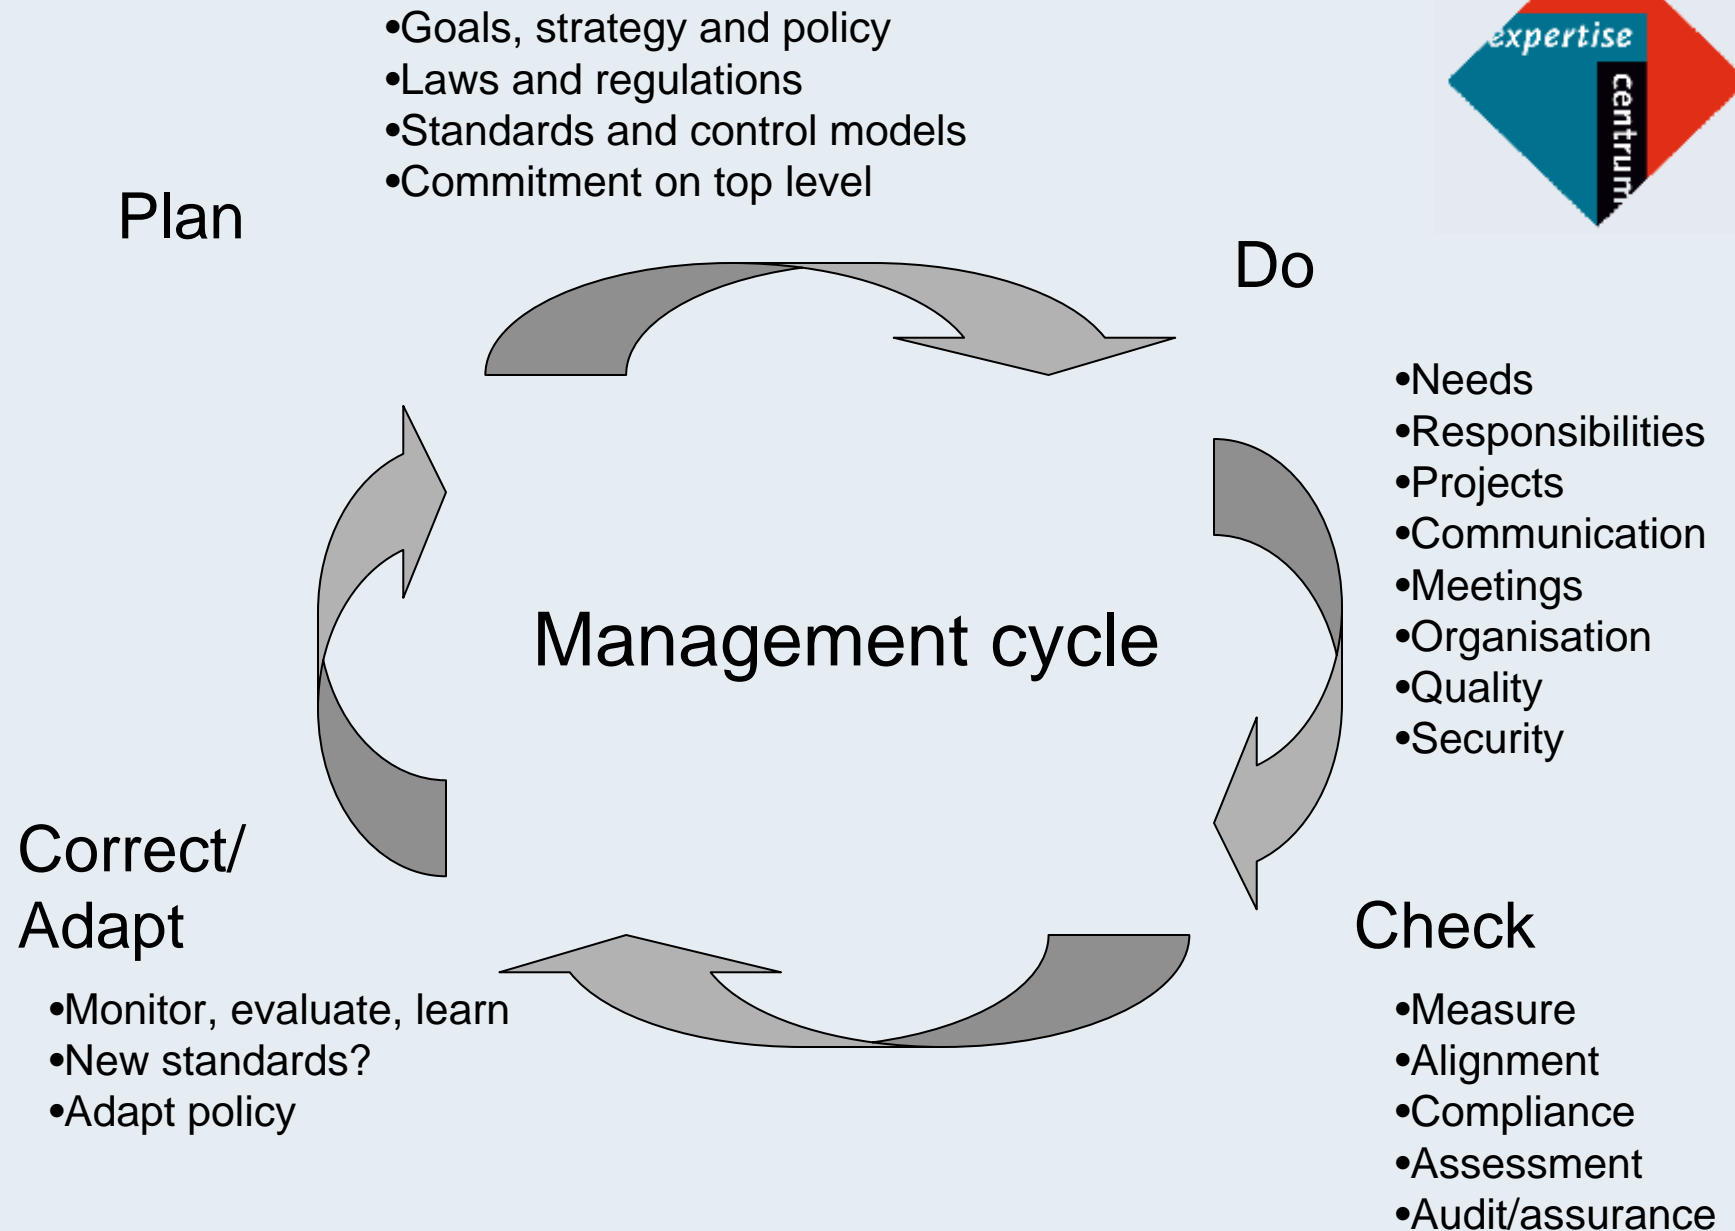 •Goals, strategy and policy
•Laws and regulations
•Standards and control models
•Commitment on top level
expertise
centrum
Plan
Do
•Needs
•Responsibilities
•Projects
•Communication
•Meetings
•Organisation
•Quality
•Security
Management cycle
Correct/
Adapt
•Monitor, evaluate, learn
•New standards?
•Adapt policy
Check
•Measure
•Alignment
•Compliance
•Assessment
•Audit/assurance